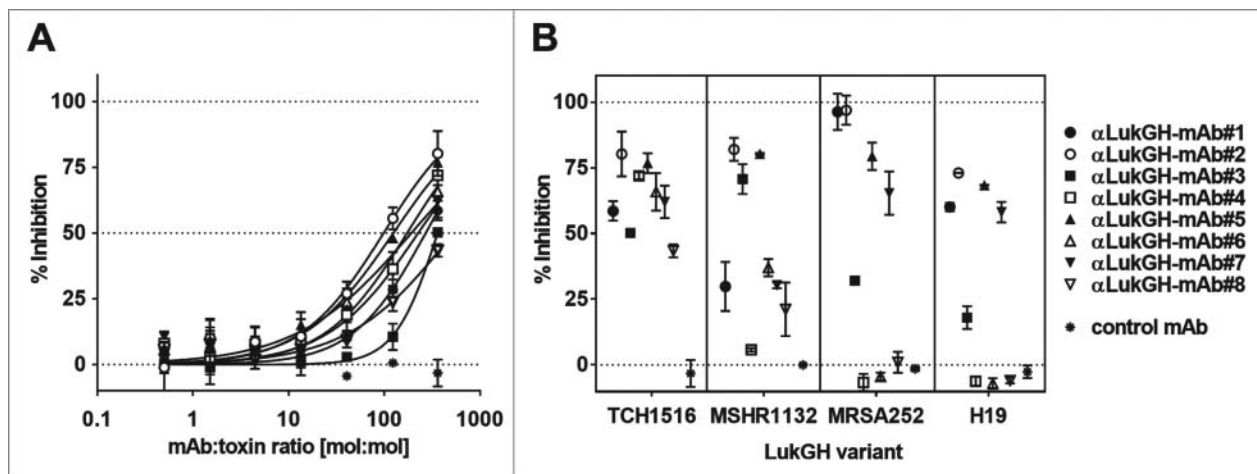 A
B
% Inhibition
100
75
50
25
0
0.1
1
10
100
1000
mAb:toxin ratio [mol:mol]
% Inhibition
100
75
50
25
0
TCH1516
MSHR1132
MRSA252
H19
LukGH variant
αLukGH-mAb#1
αLukGH-mAb#2
αLukGH-mAb#3
αLukGH-mAb#4
αLukGH-mAb#5
αLukGH-mAb#6
αLukGH-mAb#7
αLukGH-mAb#8
control mAb